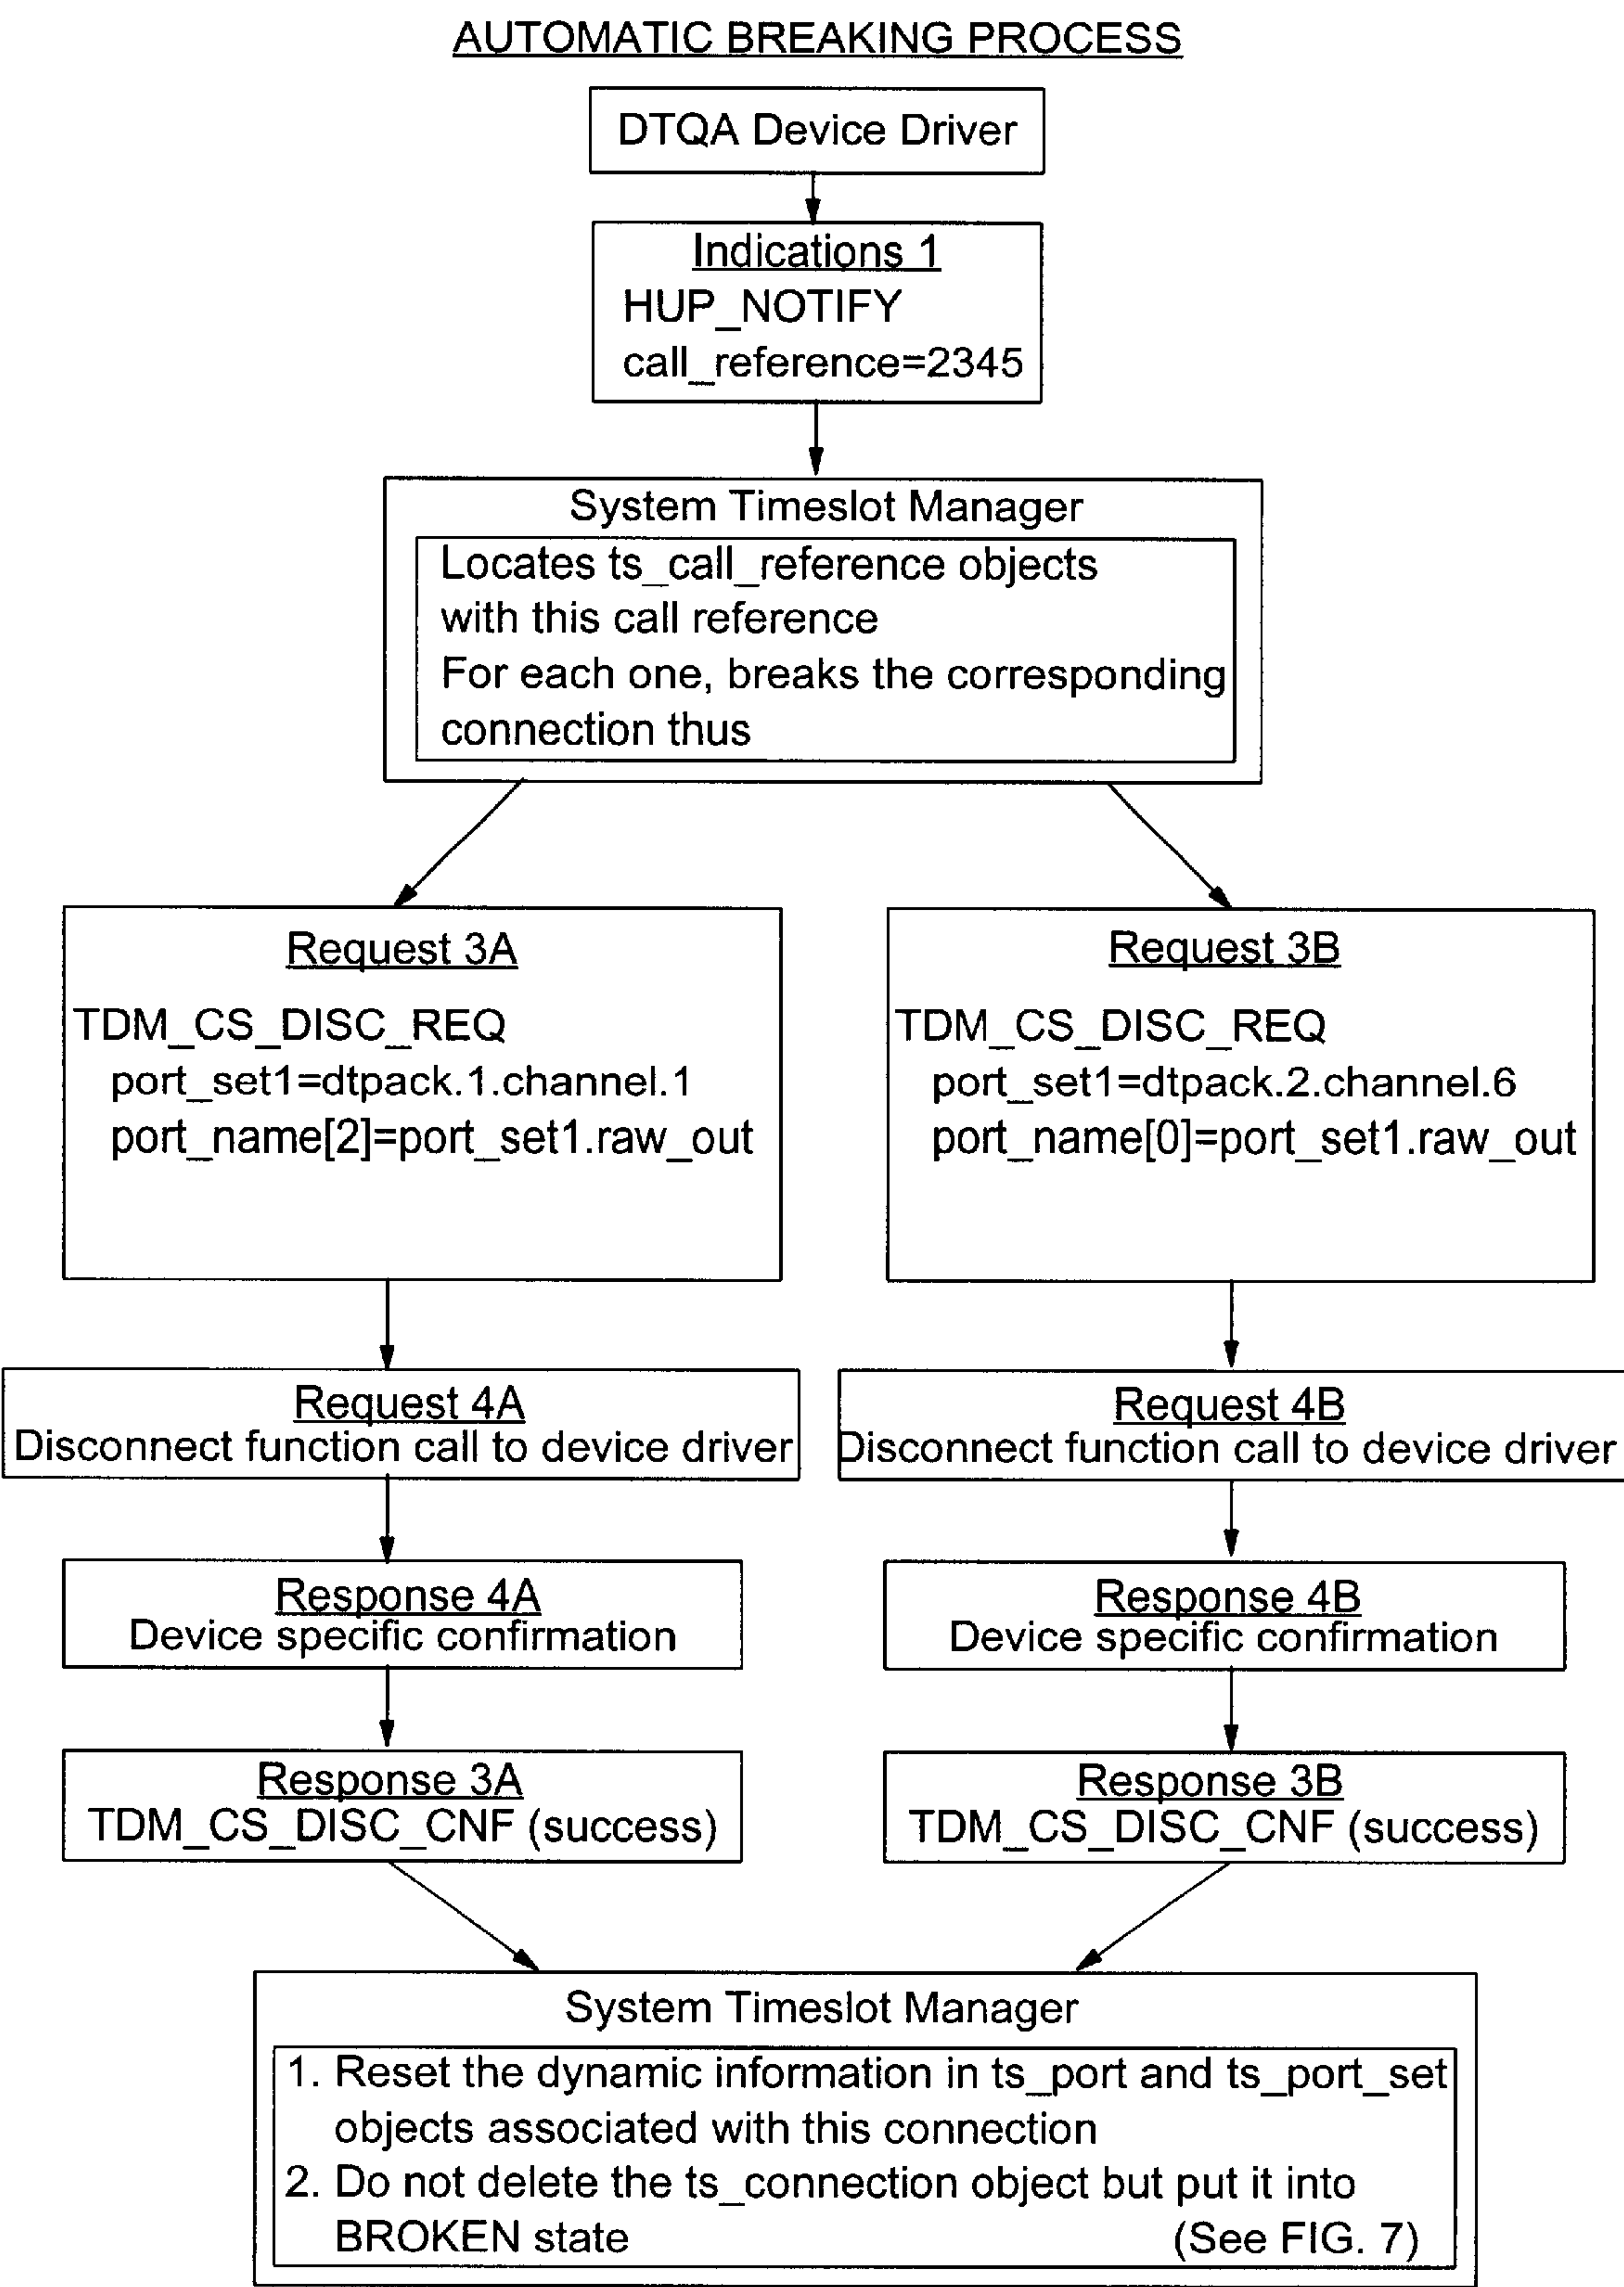 AUTOMATIC BREAKING PROCESS
DTQA Device Driver
Indications 1
HUP_NOTIFY
call_reference=2345
System Timeslot Manager
Locates ts_call_reference objects
with this call reference
For each one, breaks the corresponding
connection thus
Request 3A
TDM_CS_DISC_REQ
port_set1=dtpack.1.channel.1
port_name[2]=port_set1.raw_out
Request 3B
TDM_CS_DISC_REQ
port_set1=dtpack.2.channel.6
port_name[0]=port_set1.raw_out
Request 4A
Disconnect function call to device driver
Request 4B
Disconnect function call to device driver
Response 4A
Device specific confirmation
Response 4B
Device specific confirmation
Response 3A
TDM_CS_DISC_CNF (success)
Response 3B
TDM_CS_DISC_CNF (success)
System Timeslot Manager
1. Reset the dynamic information in ts_port and ts_port_set
objects associated with this connection
2. Do not delete the ts_connection object but put it into
BROKEN state (See FIG. 7)